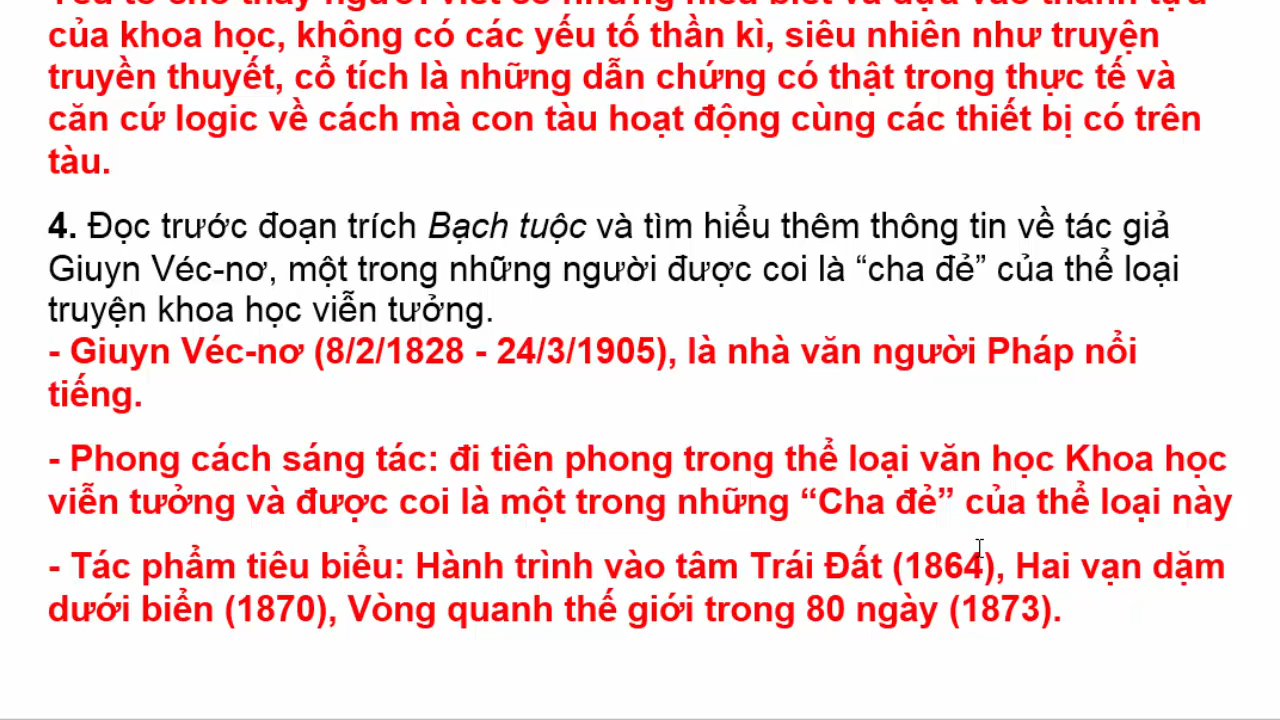 của khoa học, không có các yếu tố thần kì, siêu nhiên như truyện
truyền thuyết, cổ tích là những dẫn chứng có thật trong thực tế và
căn cứ logic về cách mà con tàu hoạt động cùng các thiết bị có trên
tàu.
4. Đọc trước đoạn trích Bạch tuộc và tìm hiểu thêm thông tin về tác giả
Giuyn Véc-nơ, một trong những người được coi là “cha đẻ” của thể loại
truyện khoa học viễn tưởng.
- Giuyn Véc-nơ (8/2/1828 - 24/3/1905), là nhà văn người Pháp nổi
tiếng.
- Phong cách sáng tác: đi tiên phong trong thể loại văn học Khoa học
viễn tưởng và được coi là một trong những “Cha đẻ” của thể loại này
- Tác phẩm tiêu biểu: Hành trình vào tâm Trái Đất (1864), Hai vạn dặm
dưới biển (1870), Vòng quanh thế giới trong 80 ngày (1873).